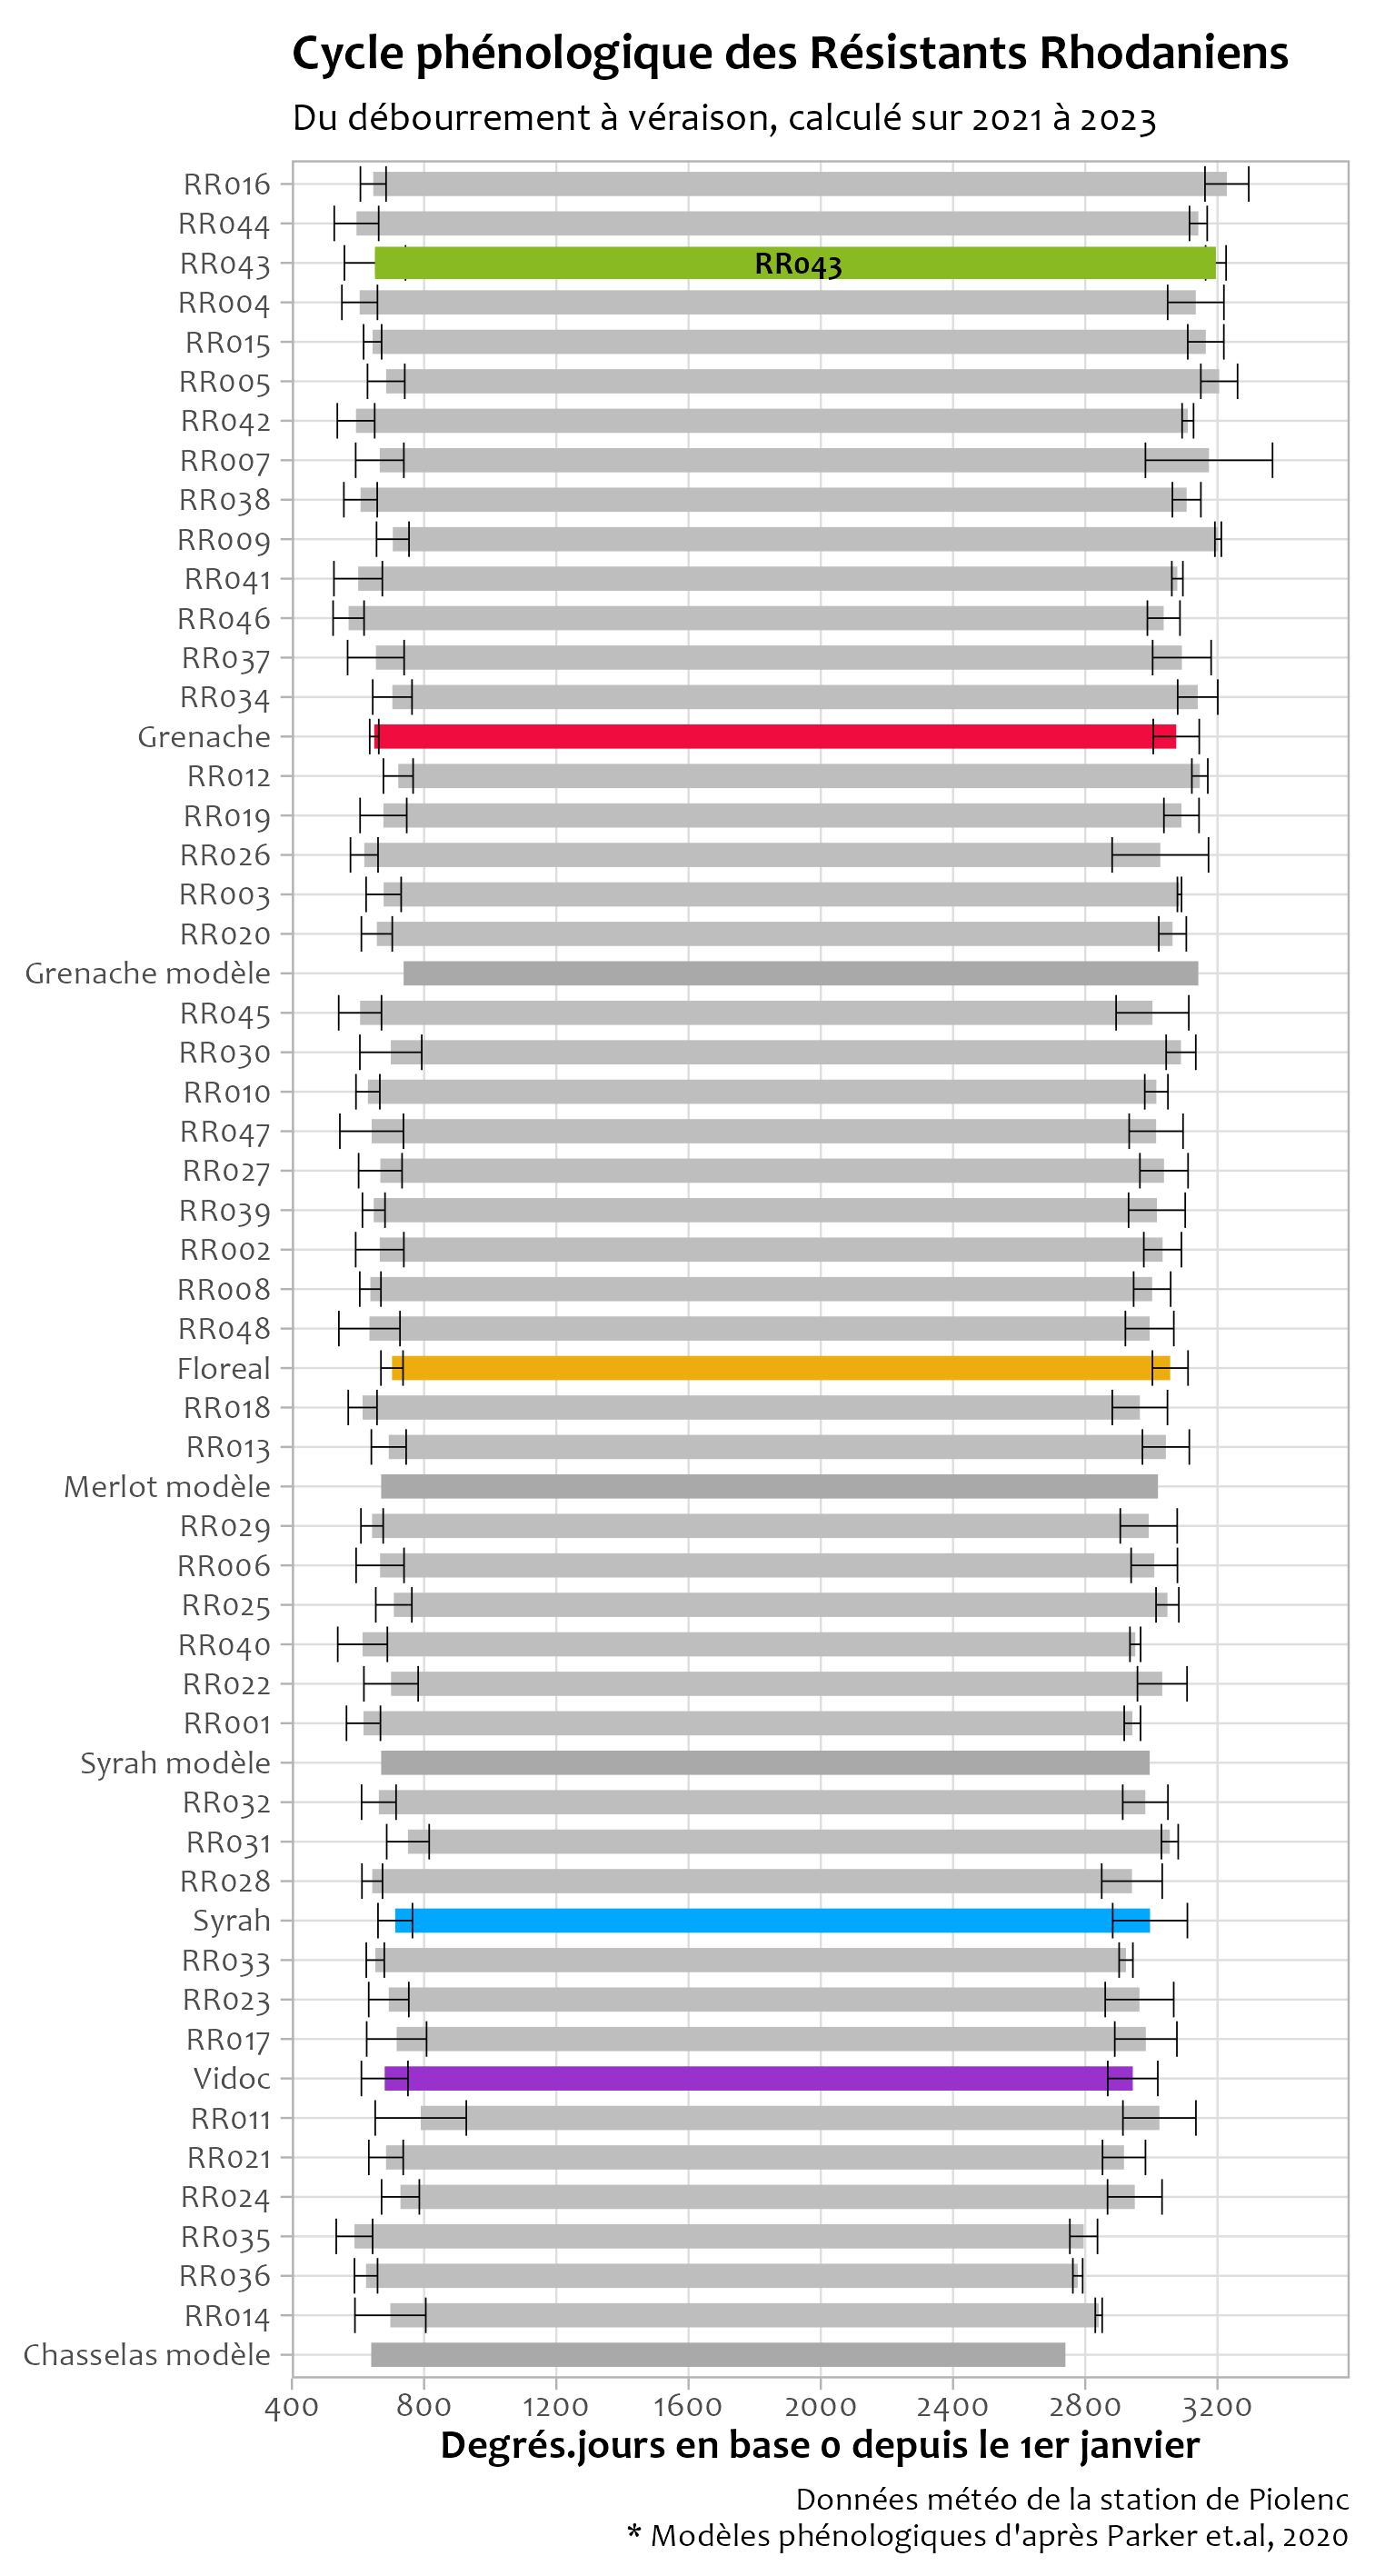 Cycle phénologique des Résistants Rhodaniens
Du débourrement à véraison, calculé sur 2021 à 2023
RR016
RR044
RR043 RR043
RR004
RR015
RR005
RR042
RR007
RR038
RR009
RR041
RR046
RR037
RR034
Grenache
RR012
RR019
RR026
RR003
RR020
Grenache modèle
RR045
RR030
RR010
RR047
RR027
RR039
RR002
RR008
RR048
Floreal
RR018
RR013
Merlot modèle
RR029
RR006
RR025
RR040
RR022
RR001
Syrah modèle
RR032
RR031
RR028
Syrah
RR033
RR023
RR017
Vidoc
RR011
RR021
RR024
RR035
RR036
RR014
Chasselas modèle
400 800 1200 1600 2000 2400 2800 3200
Degrés.jours en base 0 depuis le 1er janvier
Données météo de la station de Piolenc
* Modèles phénologiques d'après Parker et.al, 2020